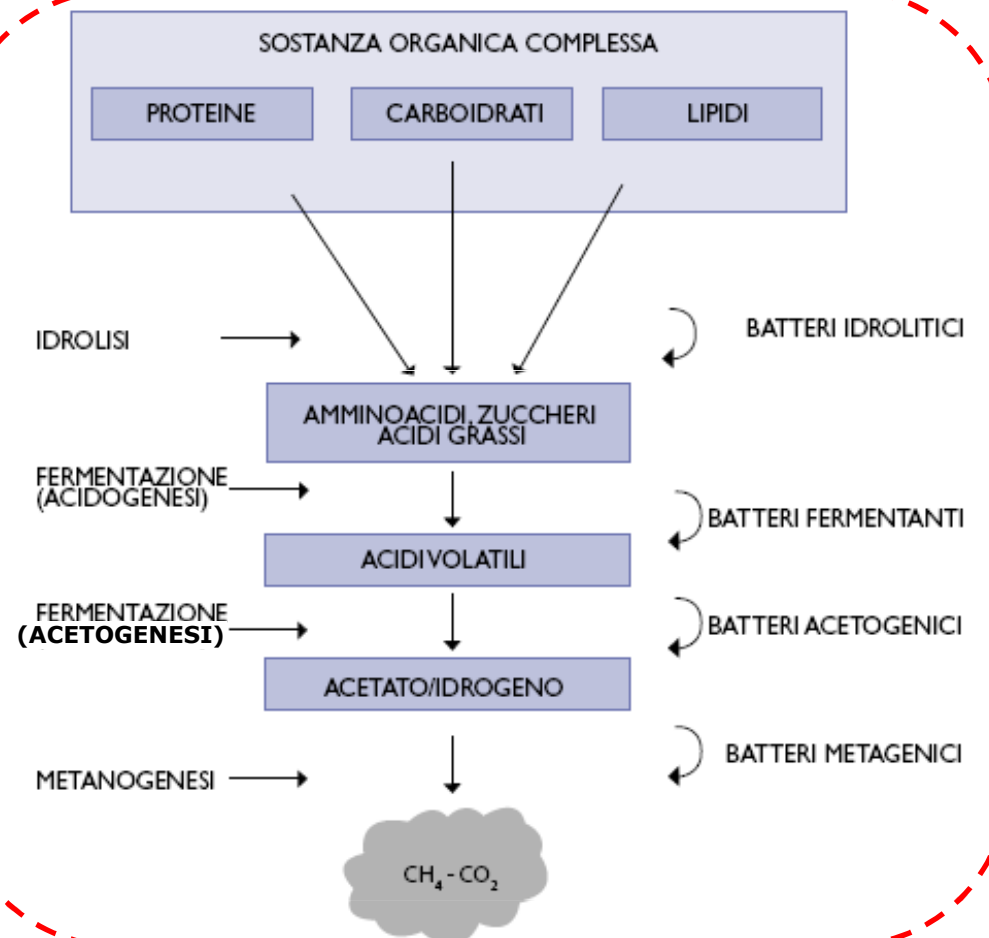 SOSTANZA ORGANICA COMPLESSA
PROTEINE
CARBOIDRATI
LIPIDI
IDROLISI
BATTERI IDROLITICI
AMMINOACIDI, ZUCCHERI
ACIDI GRASSI
FERMENTAZIONE
(ACIDOGENESI)
BATTERI FERMENTANTI
ACIDI VOLATILI
FERMENTAZIONE
(ACETOGENESI)
BATTERI ACETOGENICI
ACETATO/IDROGENO
METANOGENESI
BATTERI METAGENICI
CH₄ - CO₂